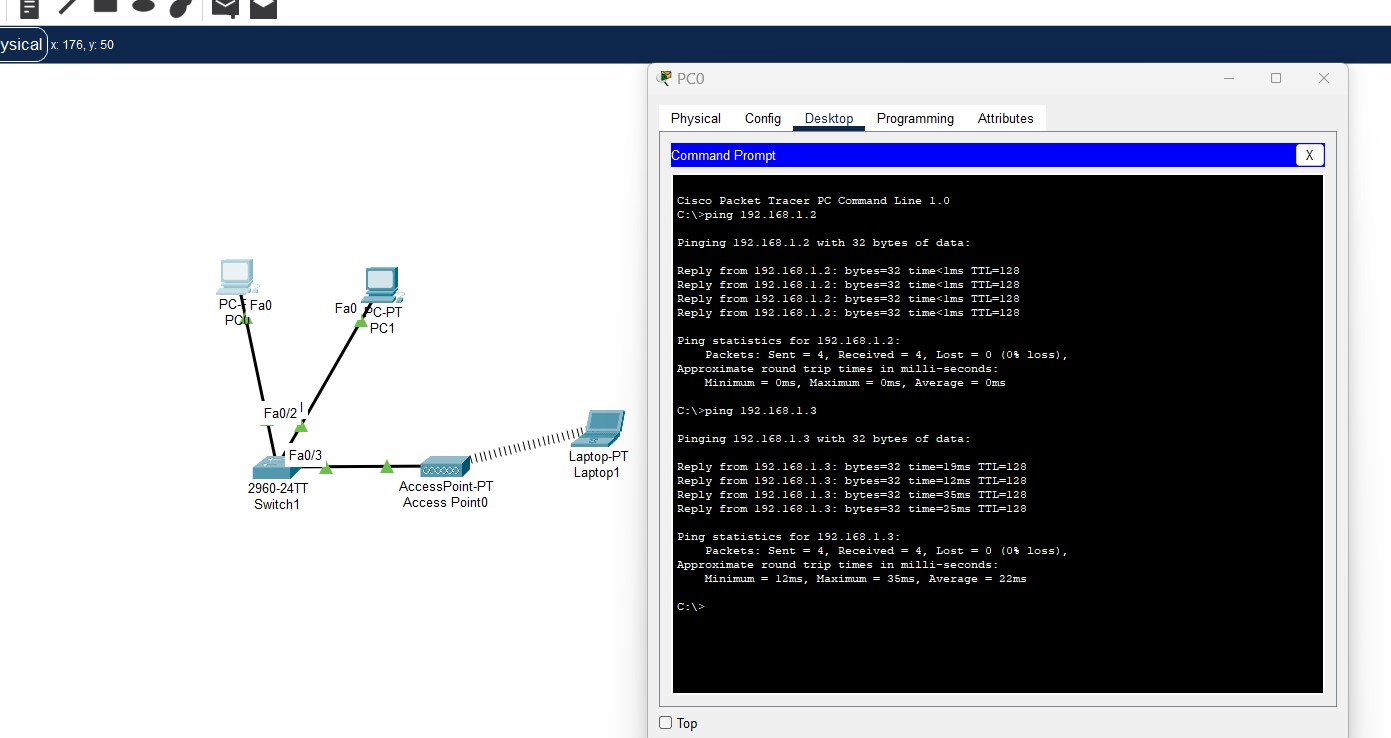 ysical x: 176, y: 50
PC0
Physical Config Desktop Programming Attributes
Command Prompt X
Cisco Packet Tracer PC Command Line 1.0
C:\>ping 192.168.1.2
Pinging 192.168.1.2 with 32 bytes of data:
Reply from 192.168.1.2: bytes=32 time<1ms TTL=128
Reply from 192.168.1.2: bytes=32 time<1ms TTL=128
Reply from 192.168.1.2: bytes=32 time<1ms TTL=128
Reply from 192.168.1.2: bytes=32 time<1ms TTL=128
Ping statistics for 192.168.1.2:
Packets: Sent = 4, Received = 4, Lost = 0 (0% loss),
Approximate round trip times in milli-seconds:
Minimum = 0ms, Maximum = 0ms, Average = 0ms
C:\>ping 192.168.1.3
Pinging 192.168.1.3 with 32 bytes of data:
Reply from 192.168.1.3: bytes=32 time=19ms TTL=128
Reply from 192.168.1.3: bytes=32 time=12ms TTL=128
Reply from 192.168.1.3: bytes=32 time=35ms TTL=128
Reply from 192.168.1.3: bytes=32 time=25ms TTL=128
Ping statistics for 192.168.1.3:
Packets: Sent = 4, Received = 4, Lost = 0 (0% loss),
Approximate round trip times in milli-seconds:
Minimum = 12ms, Maximum = 35ms, Average = 22ms
C:\>
Top
Fa0
PC0
Fa0
PC-PT
PC1
Fa0/2
Fa0/3
2960-24TT
Switch1
AccessPoint-PT
Access Point0
Laptop-PT
Laptop1